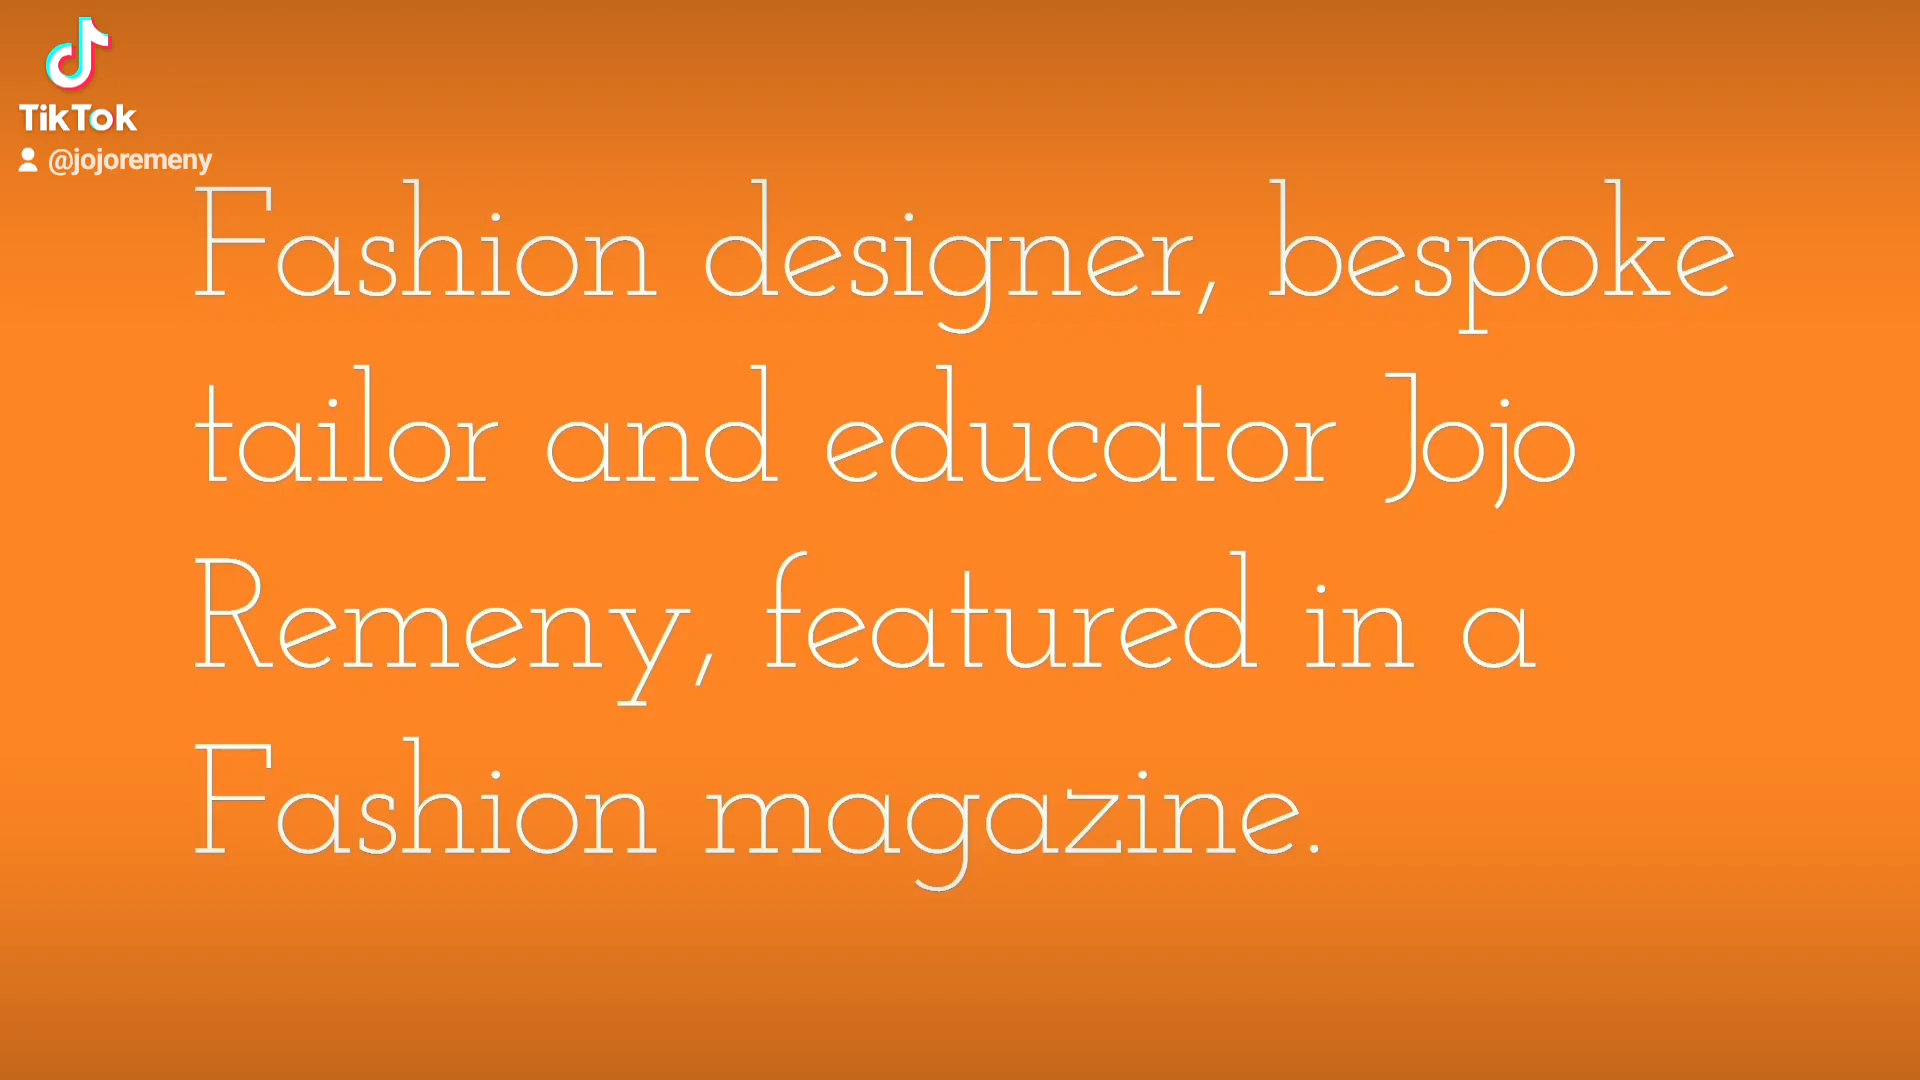 TikTok
@jojoremeny
Fashion designer, bespoke
tailor and educator Jojo
Remeny, featured in a
Fashion magazine.